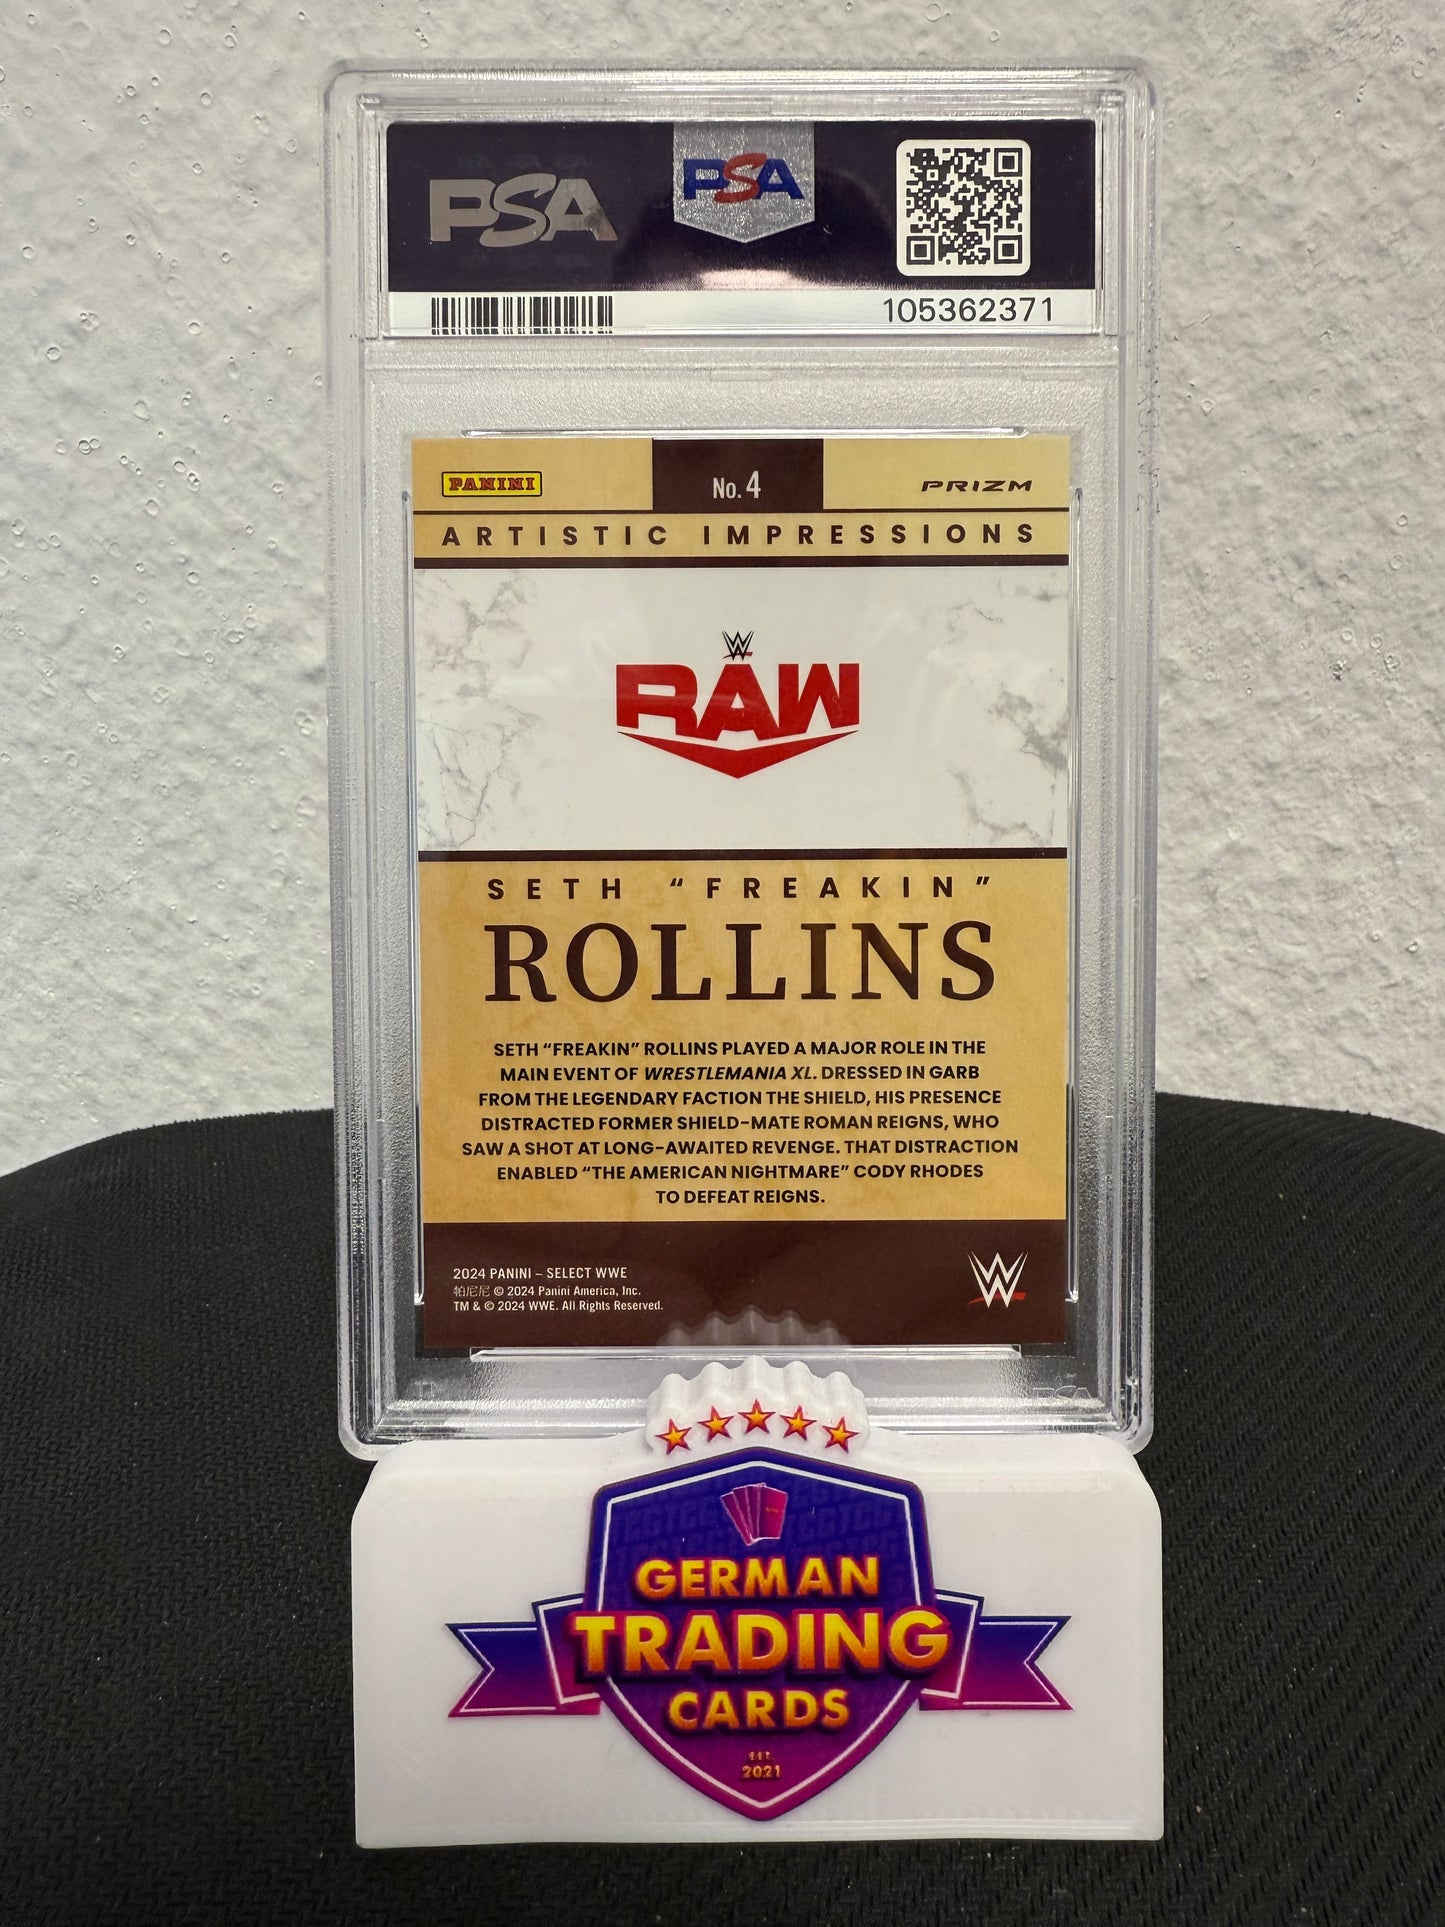 PSA
PSA
105362371
PANINI
No. 4
PRIZM
ARTISTIC IMPRESSIONS
W
RAW
SETH "FREAKIN"
ROLLINS
SETH "FREAKIN" ROLLINS PLAYED A MAJOR ROLE IN THE
MAIN EVENT OF WRESTLEMANIA XL. DRESSED IN GARB
FROM THE LEGENDARY FACTION THE SHIELD, HIS PRESENCE
DISTRACTED FORMER SHIELD-MATE ROMAN REIGNS, WHO
SAW A SHOT AT LONG-AWAITED REVENGE. THAT DISTRACTION
ENABLED "THE AMERICAN NIGHTMARE" CODY RHODES
TO DEFEAT REIGNS.
2024 PANINI – SELECT WWE
帕尼尼 © 2024 Panini America, Inc.
TM & © 2024 WWE. All Rights Reserved.
W
PSA
GERMAN
TRADING
CARDS
EST.
2021